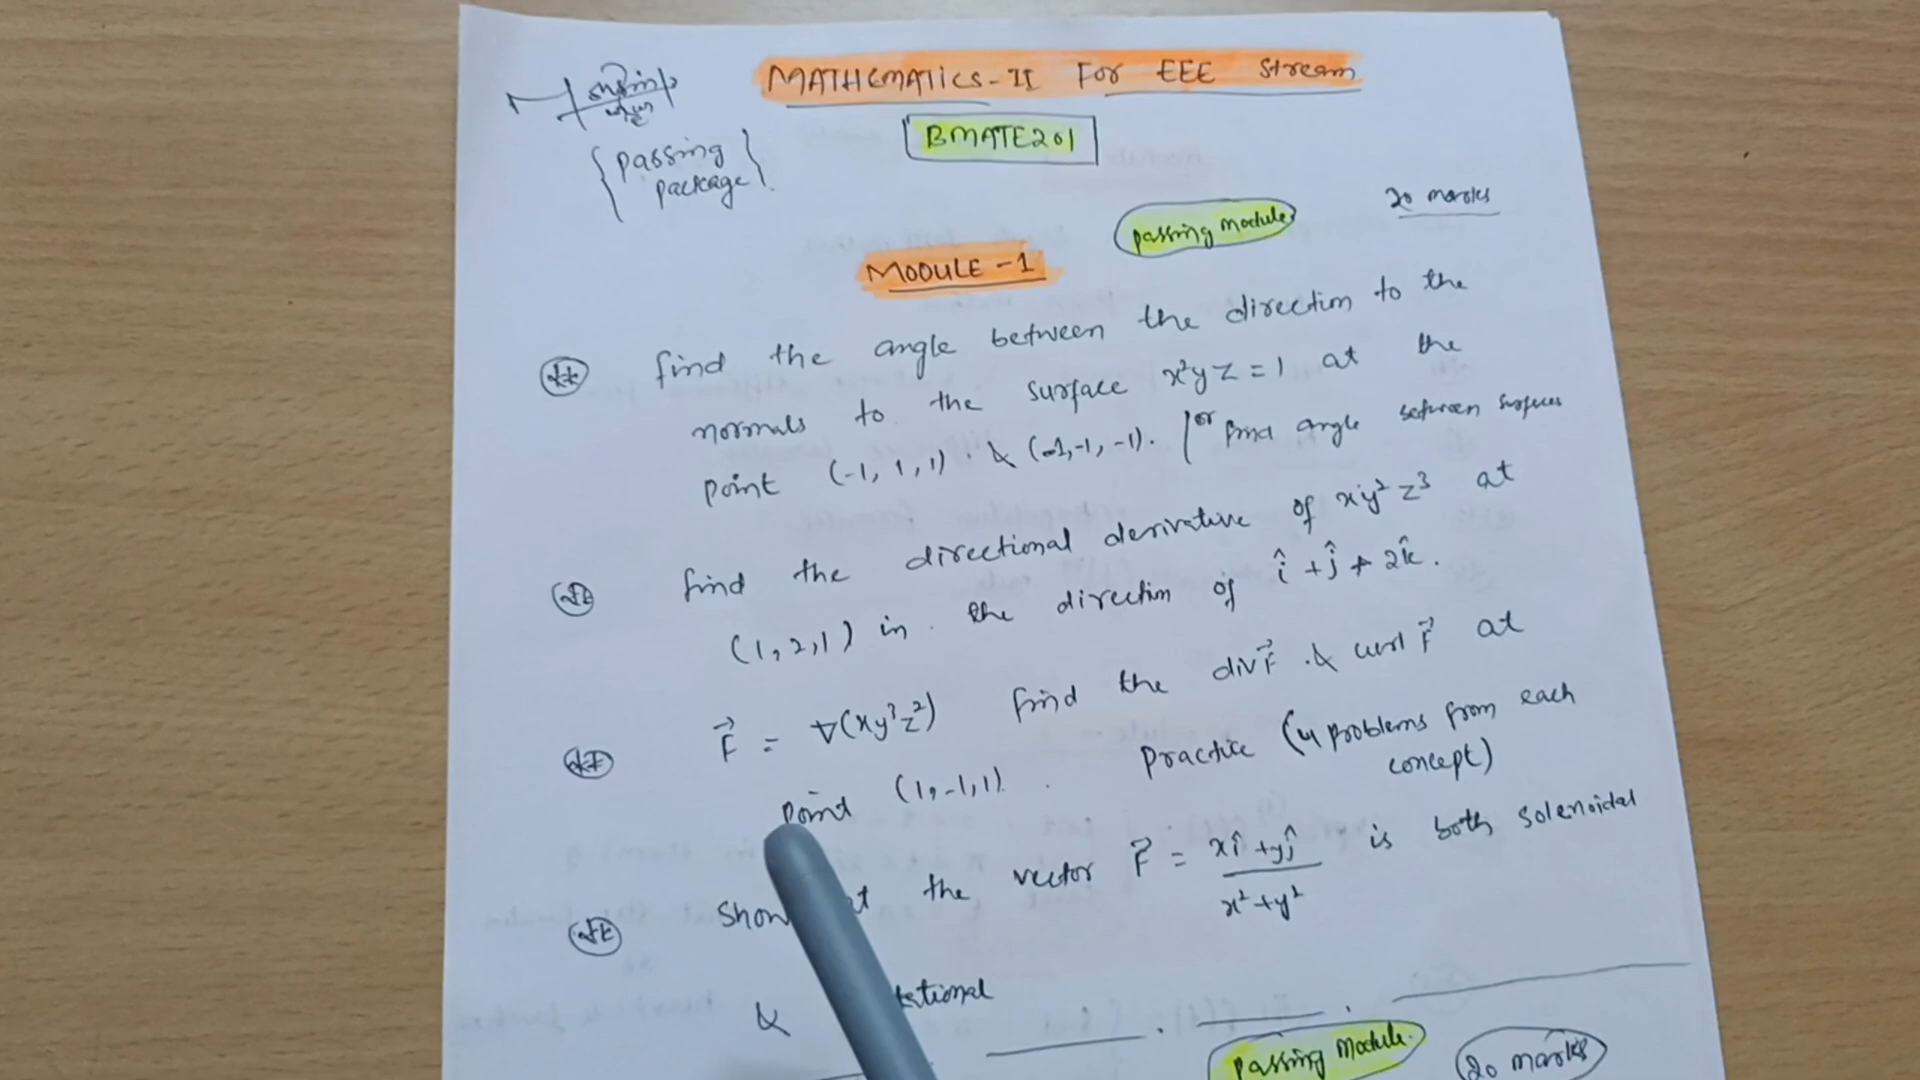 MATHEMATICS-II For EEE Stream
BMATE201
{Passing
package}
passing module
20 marks
MODULE-1
find the angle between the direction to the
normals to the surface x²yz=1 at the
point (-1, 1, 1) & (-1,-1,-1). | or find angle between surfaces
find the directional derivative of xy²z³ at
(1,2,1) in the direction of î+ĵ+2k̂.
F⃗ = ∇(xy³z²) find the div F⃗ & curl F⃗ at
point (1,-1,1). Practice (4 problems from each
concept)
Show the vector F⃗ = xî+yĵ / x²+y² is both solenoidal
&
passing module.
20 marks